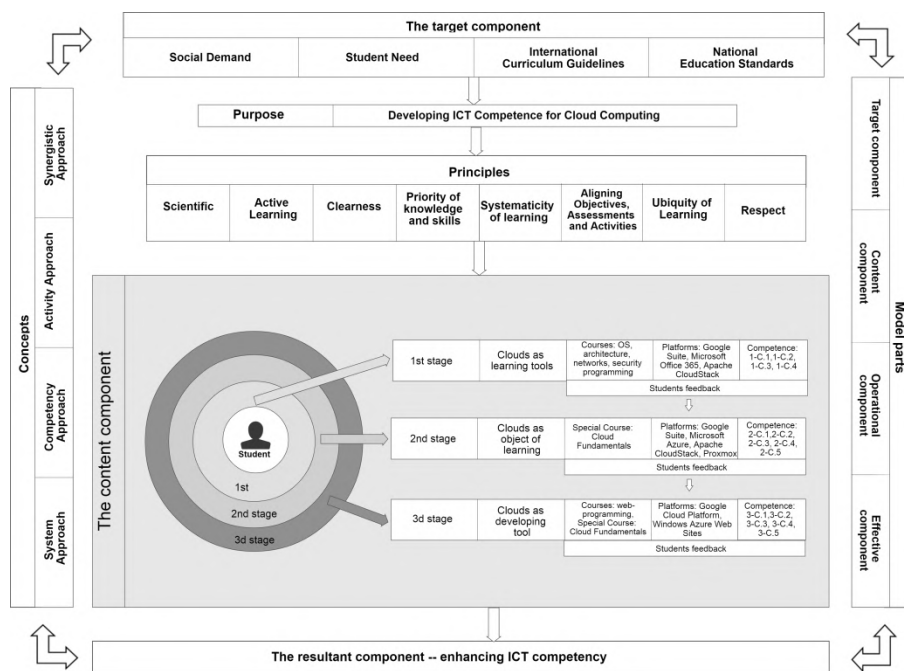 The target component
Social Demand
Student Need
International
Curriculum Guidelines
National
Education Standards
Purpose
Developing ICT Competence for Cloud Computing
Principles
Scientific
Active
Learning
Clearness
Priority of
knowledge
and skills
Systematicity
of learning
Aligning
Objectives,
Assessments
and Activities
Ubiquity of
Learning
Respect
Concepts
Synergistic
Approach
Activity Approach
Competency
Approach
System
Approach
The content component
Student
1st
2nd stage
3d stage
1st stage
Clouds as
learning tools
Courses: OS,
architecture,
networks, security
programming
Platforms: Google
Suite, Microsoft
Office 365, Apache
CloudStack
Competence:
1-C.1,1-C.2,
1-C.3, 1-C.4
Students feedback
2nd stage
Clouds as
object of
learning
Special Course:
Cloud
Fundamentals
Platforms: Google
Suite, Microsoft
Azure, Apache
CloudStack, Proxmox
Competence:
2-C.1,2-C.2,
2-C.3, 2-C.4,
2-C.5
Students feedback
3d stage
Clouds as
developing
tool
Courses: web-
programming,
Special Course:
Cloud Fundamentals
Platforms: Google
Cloud Platform,
Windows Azure Web
Sites
Competence:
3-C.1,3-C.2,
3-C.3, 3-C.4,
3-C.5
Students feedback
Target component
Content
component
Operational
component
Effective
component
Model parts
The resultant component -- enhancing ICT competency